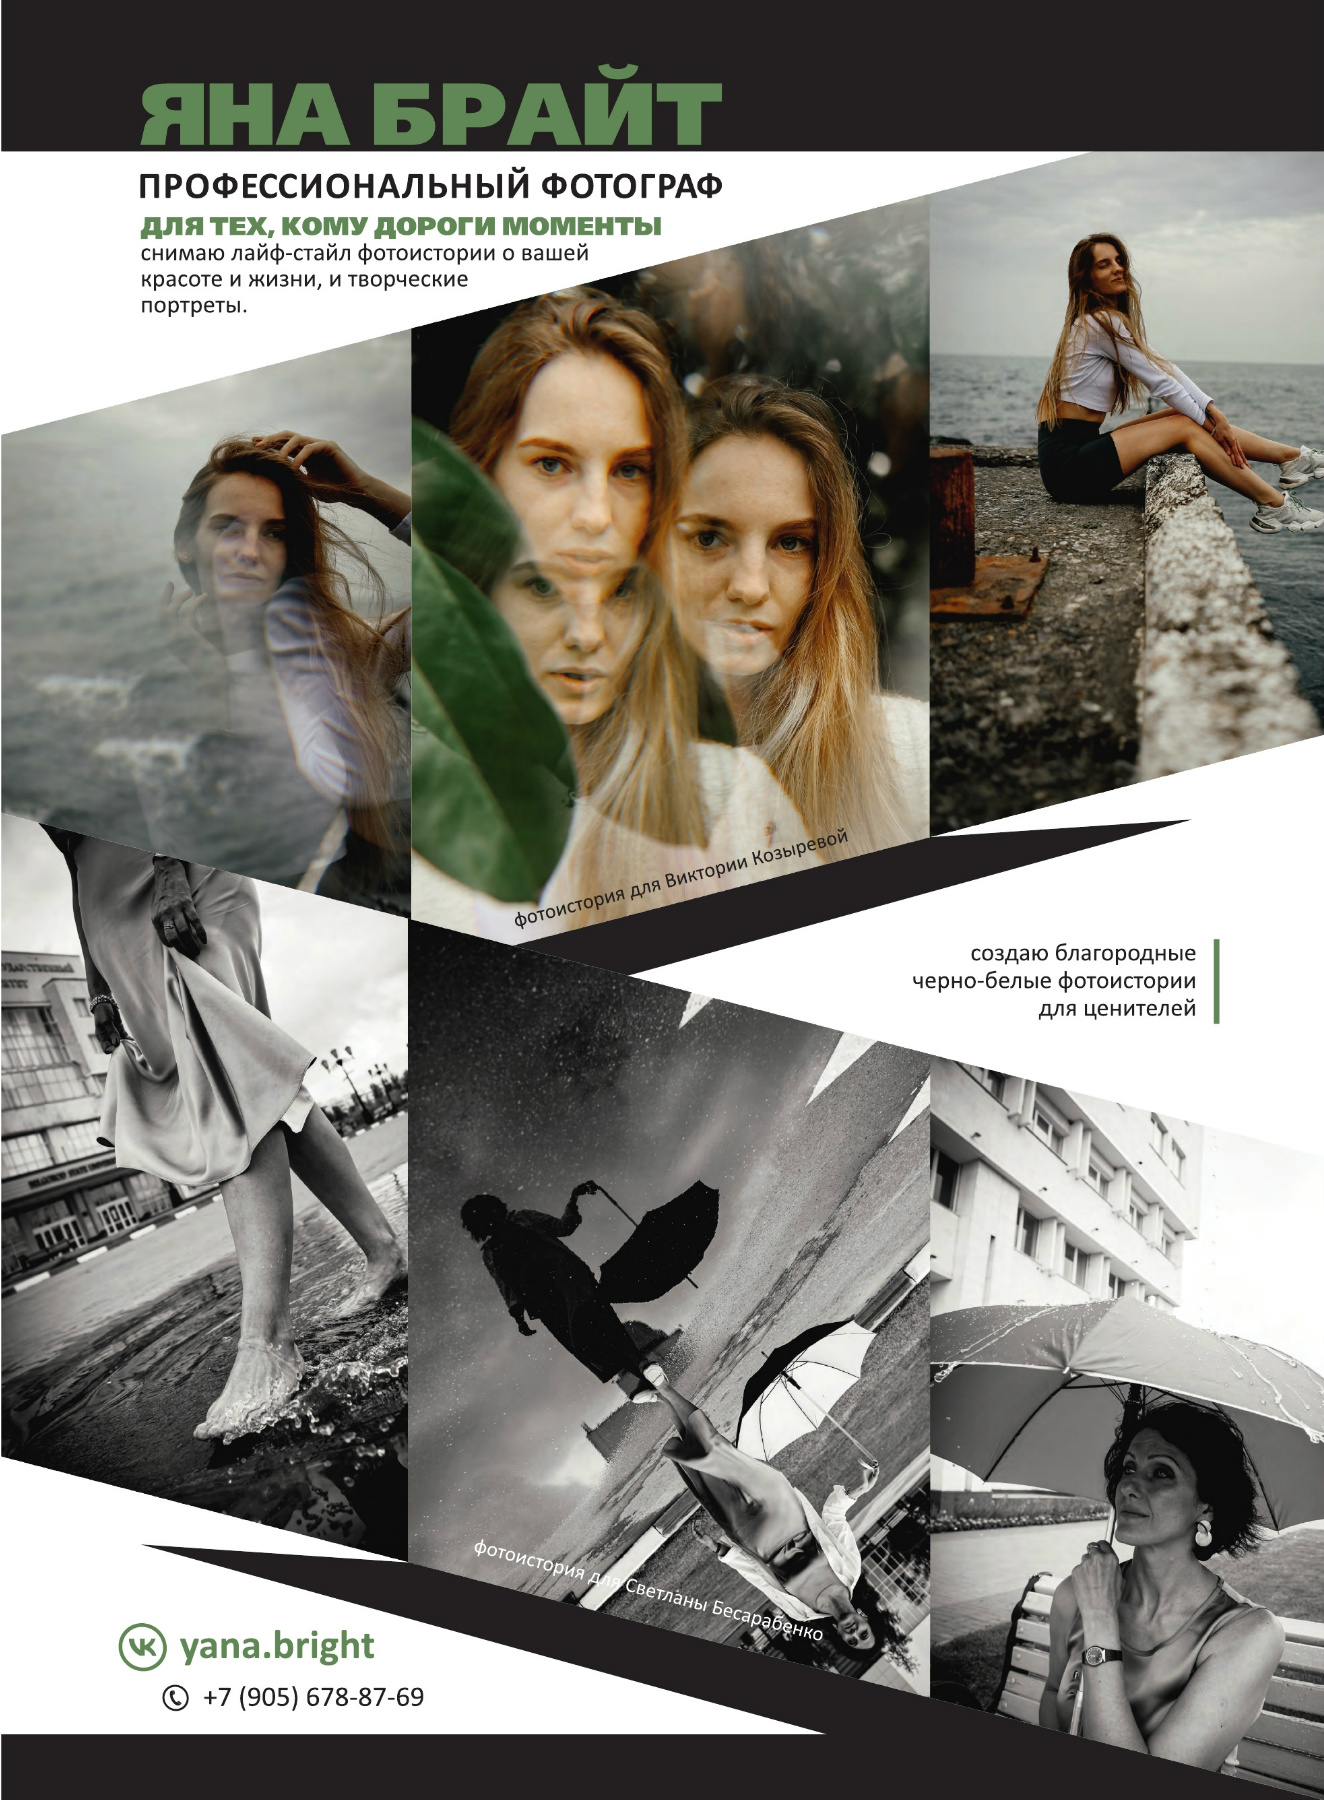 ЯНА БРАЙТ
ПРОФЕССИОНАЛЬНЫЙ ФОТОГРАФ
ДЛЯ ТЕХ, КОМУ ДОРОГИ МОМЕНТЫ
снимаю лайф-стайл фотоистории о вашей
красоте и жизни, и творческие
портреты.
фотоистория для Виктории Козыревой
создаю благородные
черно-белые фотоистории
для ценителей
фотоистория для Светланы Бесарабенко
yana.bright
+7 (905) 678-87-69